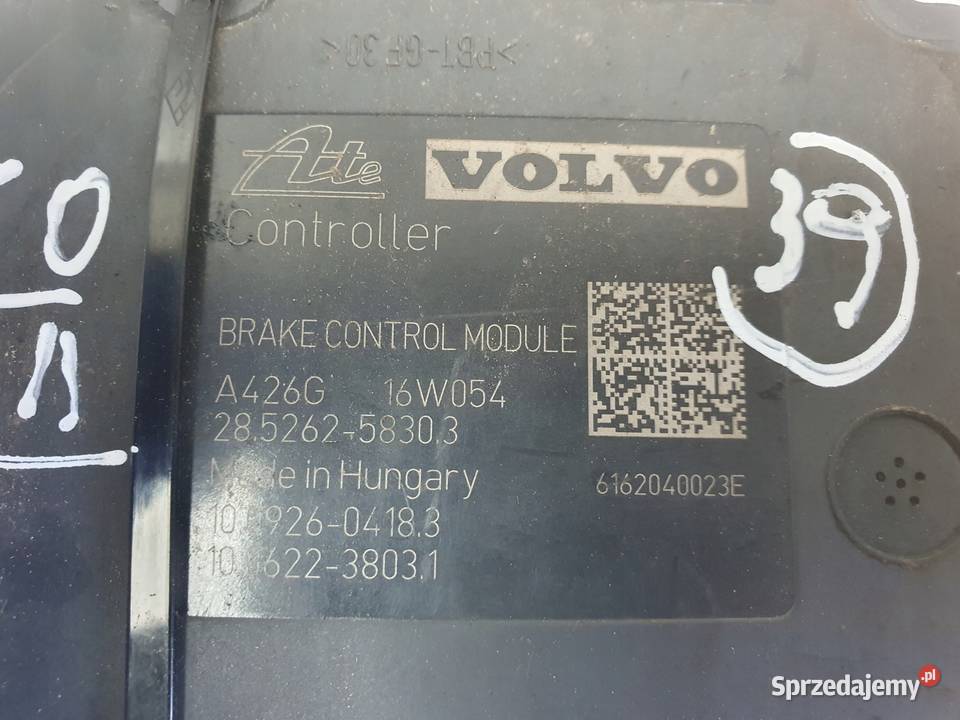 >PBT-GF30<
Ate VOLVO
Controller
39
BRAKE CONTROL MODULE
A426G 16W054
28.5262-5830.3
Made in Hungary
6162040023E
Sprzedajemy.pl